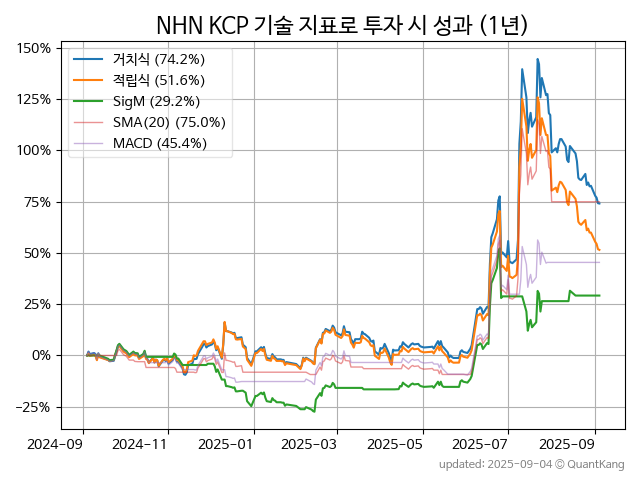 NHN KCP 기술 지표로 투자 시 성과 (1년)
150%
125%
100%
75%
50%
25%
0%
−25%
거치식 (74.2%)
적립식 (51.6%)
SigM (29.2%)
SMA(20) (75.0%)
MACD (45.4%)
2024−09
2024−11
2025−01
2025−03
2025−05
2025−07
2025−09
updated: 2025−09−04 © QuantKang